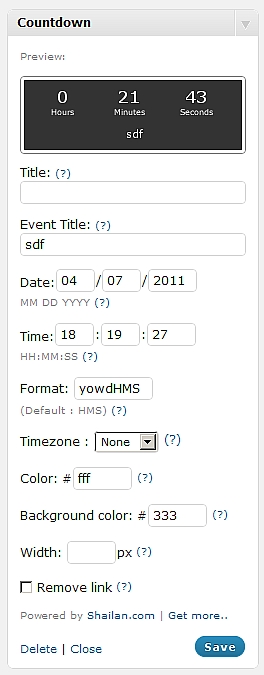 Countdown
Preview:
0 21 43
Hours Minutes Seconds
sdf
Title: (?)
Event Title: (?)
sdf
Date: 04 / 07 / 2011
MM DD YYYY (?)
Time: 18 : 19 : 27
HH:MM:SS (?)
Format: yowdHMS
(Default : HMS) (?)
Timezone : None (?)
Color: # fff (?)
Background color: # 333 (?)
Width: px (?)
Remove link (?)
Powered by Shailan.com | Get more..
Delete | Close Save